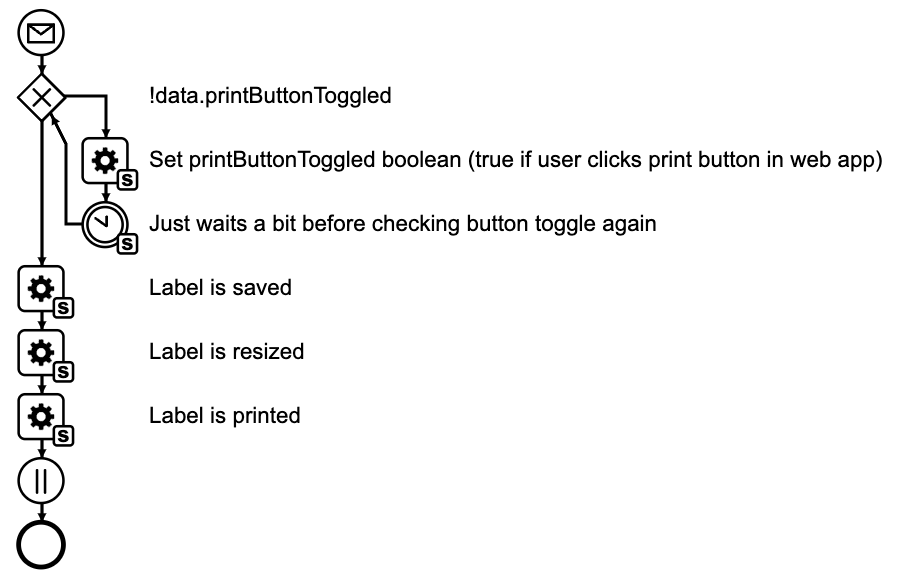 !data.printButtonToggled
Set printButtonToggled boolean (true if user clicks print button in web app)
S
Just waits a bit before checking button toggle again
S
Label is saved
S
Label is resized
S
Label is printed
S